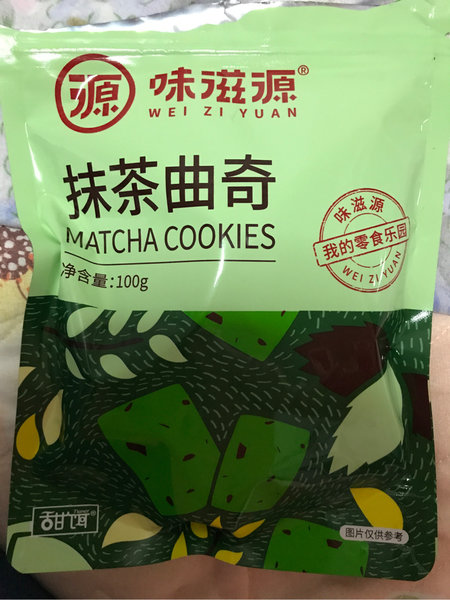 源 味滋源®
WEI ZI YUAN
抹茶曲奇
MATCHA COOKIES
净含量:100g
味滋源
我的零食乐园
WEI ZI YUAN
甜饵
图片仅供参考